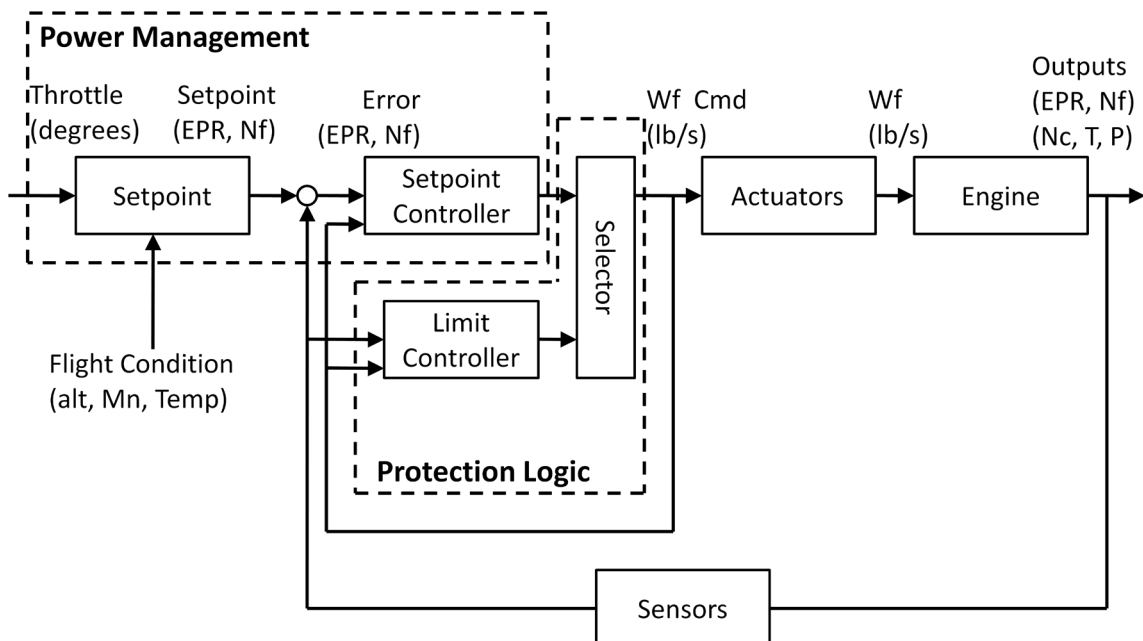 Power Management
Throttle
(degrees)
Setpoint
(EPR, Nf)
Error
(EPR, Nf)
Wf Cmd
(lb/s)
Wf
(lb/s)
Outputs
(EPR, Nf)
(Nc, T, P)
Setpoint
Setpoint
Controller
Selector
Actuators
Engine
Limit
Controller
Flight Condition
(alt, Mn, Temp)
Protection Logic
Sensors